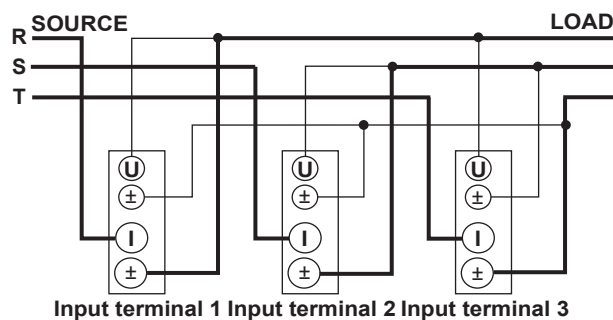 SOURCE LOAD
R
S
T
U U U
± ± ±
I I I
± ± ±
Input terminal 1 Input terminal 2 Input terminal 3